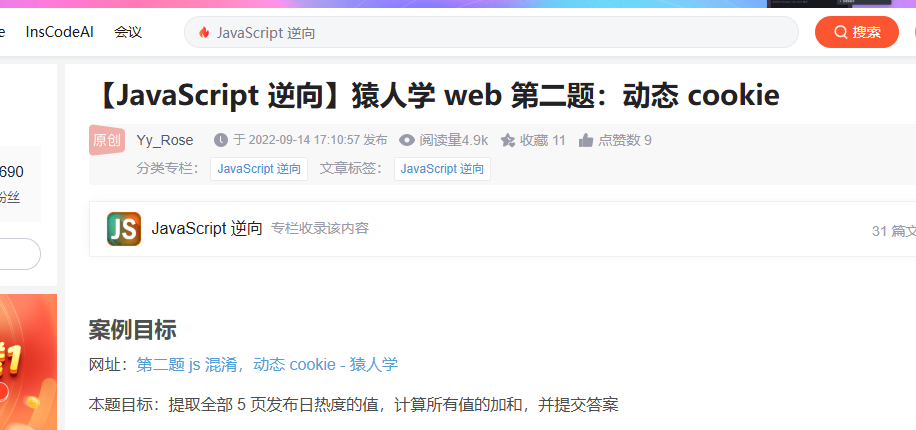 InsCodeAI 会议 JavaScript 逆向 搜索
【JavaScript 逆向】猿人学 web 第二题：动态 cookie
原创 Yy_Rose 于 2022-09-14 17:10:57 发布 阅读量4.9k 收藏 11 点赞数 9
分类专栏： JavaScript 逆向 文章标签： JavaScript 逆向
690
粉丝
JS JavaScript 逆向 专栏收录该内容 31 篇文
案例目标
网址：第二题 js 混淆，动态 cookie - 猿人学
本题目标：提取全部 5 页发布日热度的值，计算所有值的加和，并提交答案